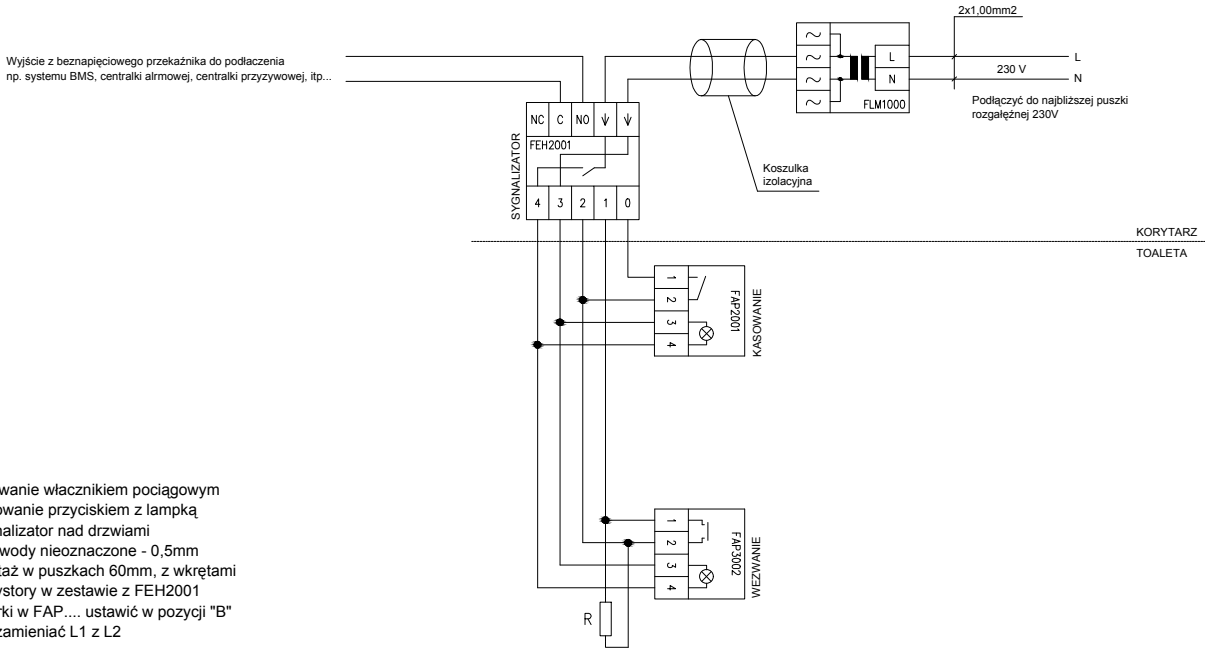 2x1,00mm2
Wyjście z beznapięciowego przekaźnika do podłaczenia
np. systemu BMS, centralki alrmowej, centralki przyzywowej, itp...
L
N
L
230 V
N
FLM1000
Podłączyć do najbliższej puszki
rozgałęźnej 230V
NC C NO
FEH2001
SYGNALIZATOR
4 3 2 1 0
Koszulka
izolacyjna
KORYTARZ
TOALETA
1
2
3
4
FAP2001
KASOWANIE
1
2
3
4
FAP3002
WEZWANIE
R
wanie włacznikiem pociągowym
owanie przyciskiem z lampką
nalizator nad drzwiami
wody nieoznaczone - 0,5mm
taż w puszkach 60mm, z wkrętami
ystory w zestawie z FEH2001
rki w FAP.... ustawić w pozycji "B"
zamieniać L1 z L2